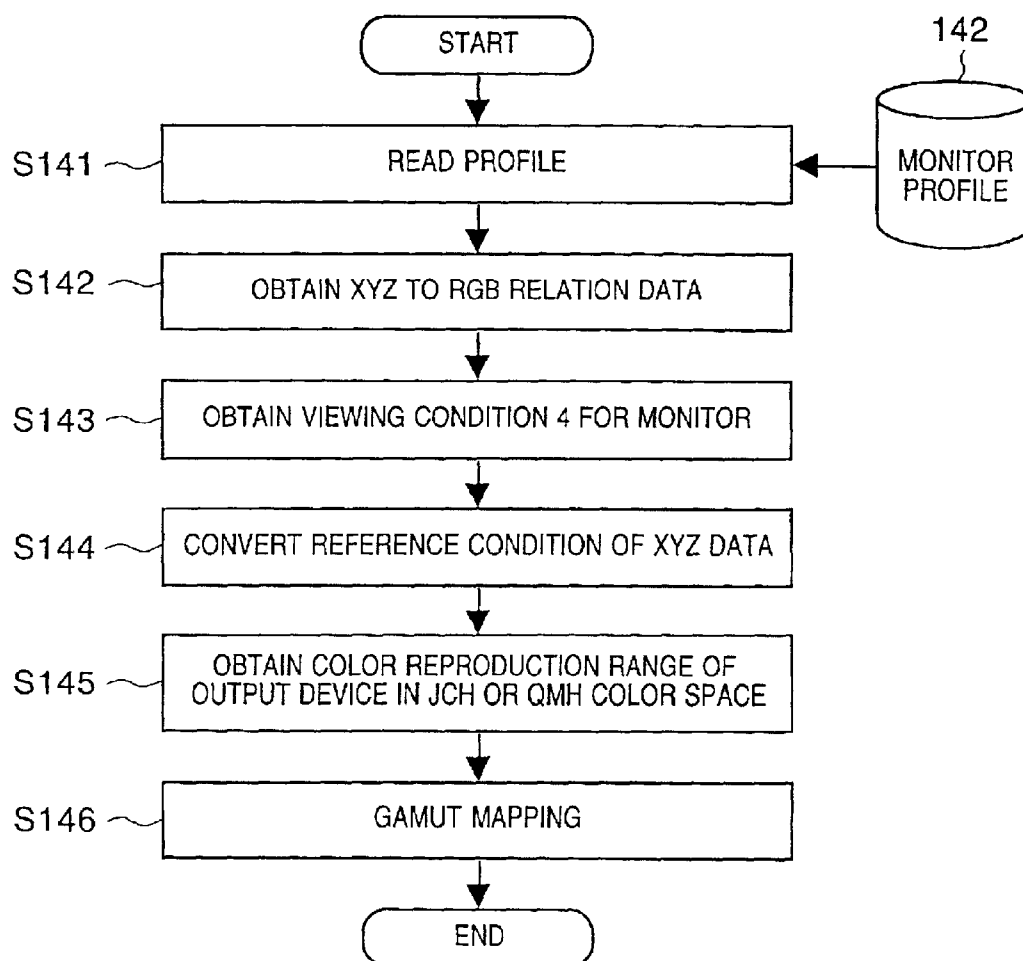 START
142
MONITOR
PROFILE
S141
READ PROFILE
S142
OBTAIN XYZ TO RGB RELATION DATA
S143
OBTAIN VIEWING CONDITION 4 FOR MONITOR
S144
CONVERT REFERENCE CONDITION OF XYZ DATA
S145
OBTAIN COLOR REPRODUCTION RANGE OF
OUTPUT DEVICE IN JCH OR QMH COLOR SPACE
S146
GAMUT MAPPING
END